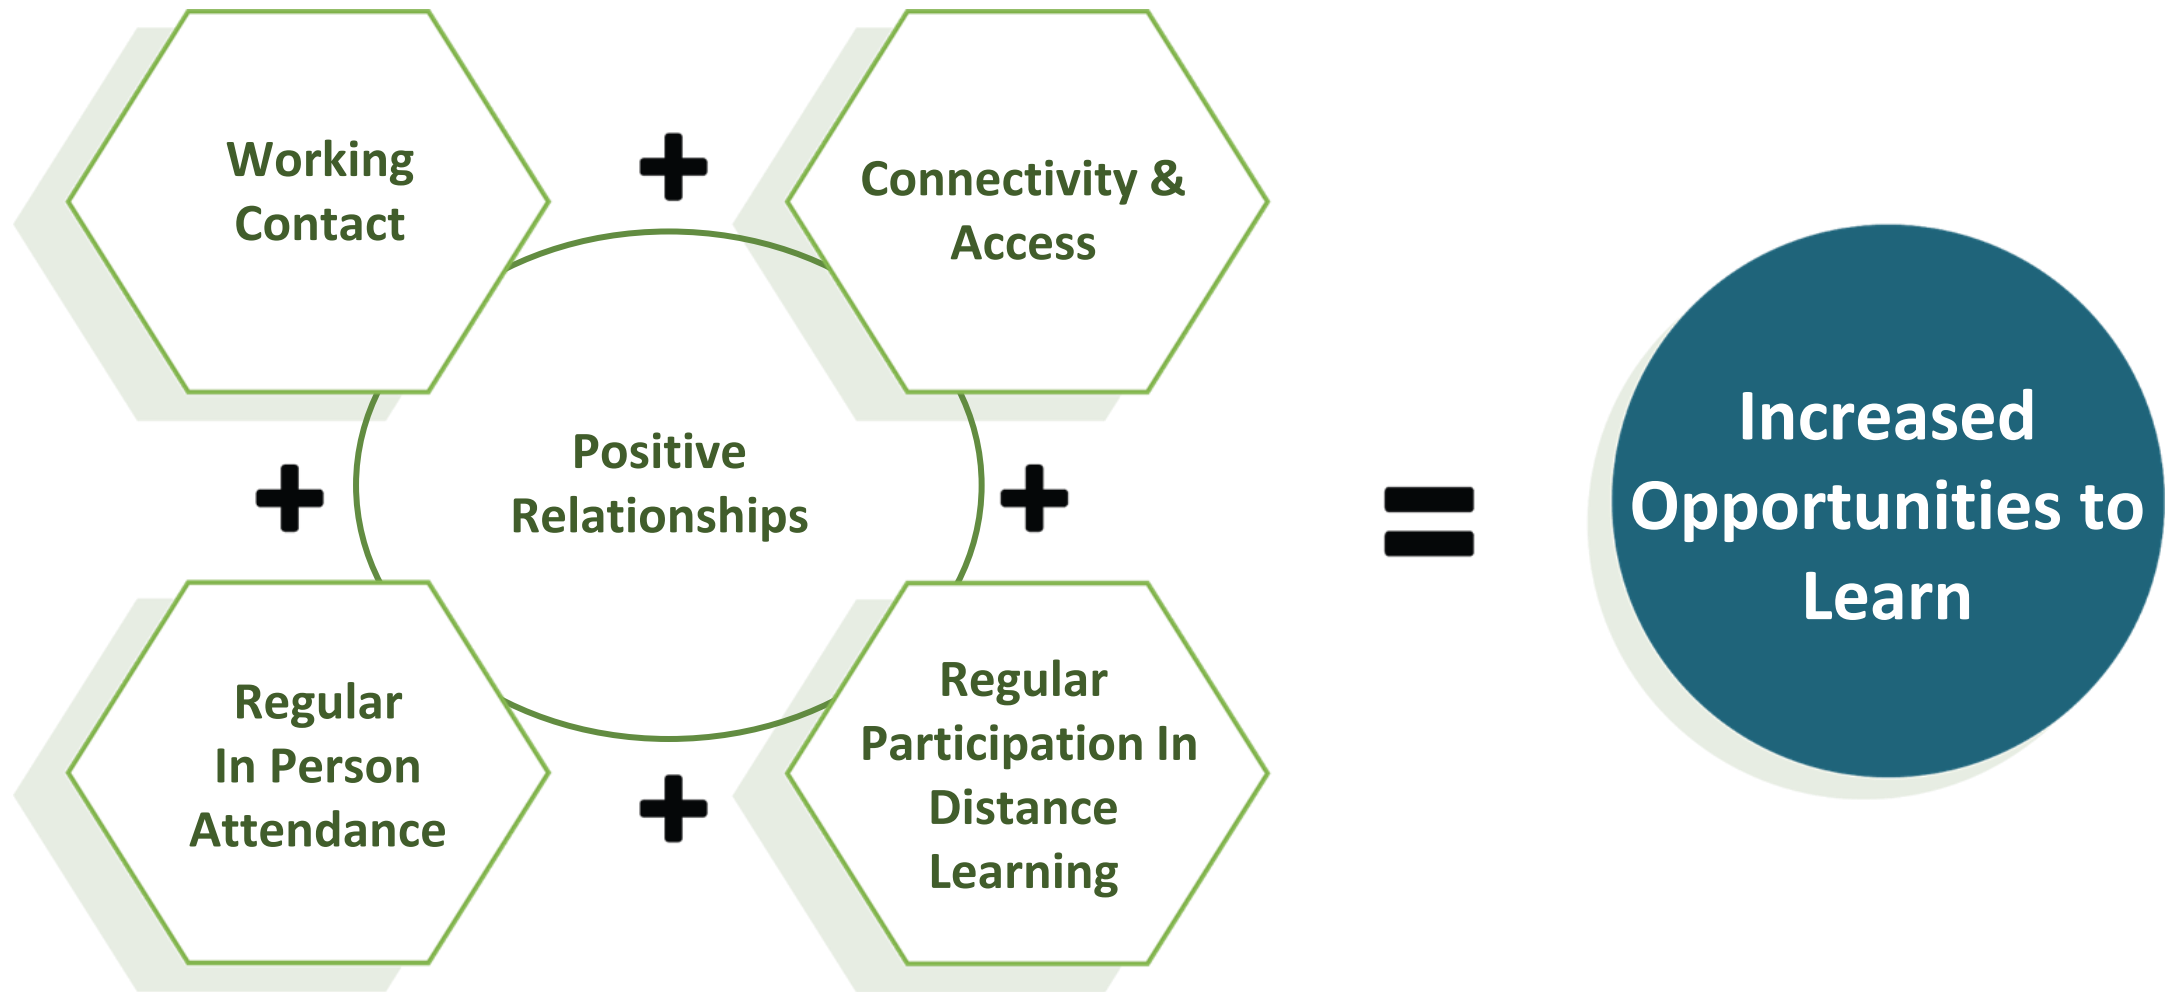 Working
Contact
Connectivity &
Access
Positive
Relationships
Regular
In Person
Attendance
Regular
Participation In
Distance
Learning
Increased
Opportunities to
Learn